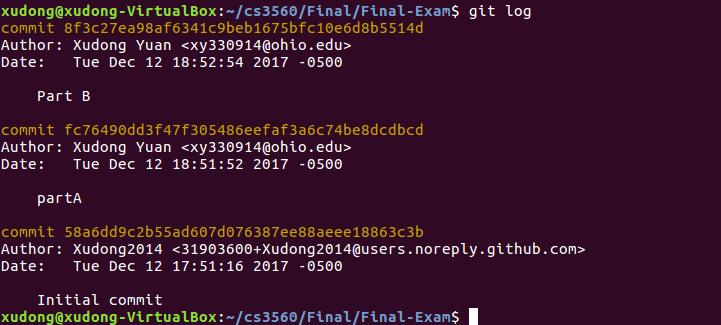 xudong@xudong-VirtualBox:~/cs3560/Final/Final-Exam$ git log
commit 8f3c27ea98af6341c9beb1675bfc10e6d8b5514d
Author: Xudong Yuan <xy330914@ohio.edu>
Date:   Tue Dec 12 18:52:54 2017 -0500
    Part B
commit fc76490dd3f47f305486eefaf3a6c74be8dcdbcd
Author: Xudong Yuan <xy330914@ohio.edu>
Date:   Tue Dec 12 18:51:52 2017 -0500
    partA
commit 58a6dd9c2b55ad607d076387ee88aeee18863c3b
Author: Xudong2014 <31903600+Xudong2014@users.noreply.github.com>
Date:   Tue Dec 12 17:51:16 2017 -0500
    Initial commit
xudong@xudong-VirtualBox:~/cs3560/Final/Final-Exam$